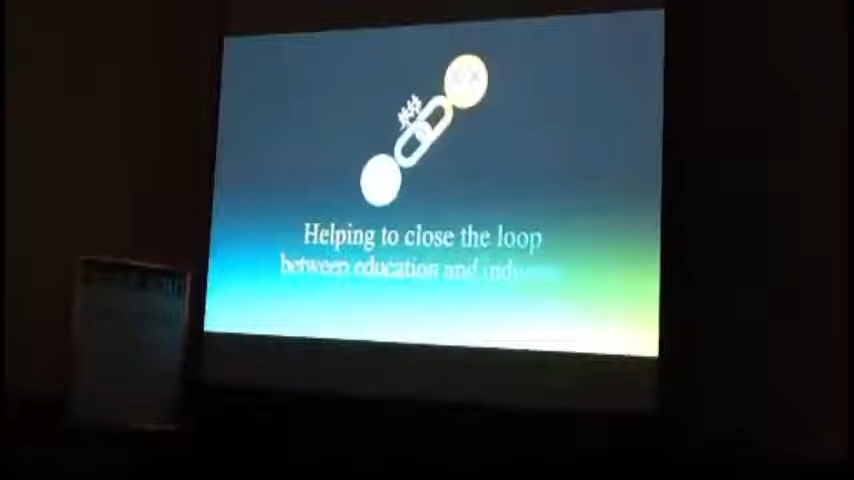 Helping to close the loop
between education and